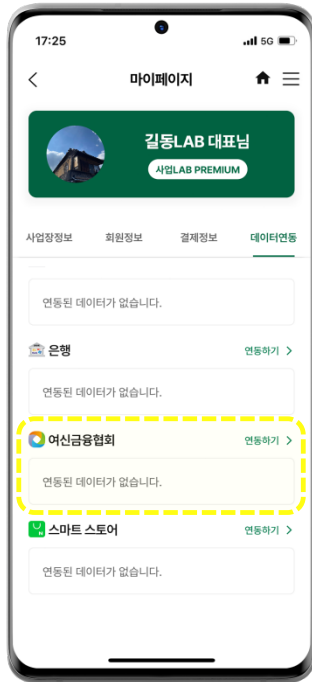 17:25
5G
마이페이지
길동LAB 대표님
사업LAB PREMIUM
사업장정보 회원정보 결제정보 데이터연동
연동된 데이터가 없습니다.
은행 연동하기 >
연동된 데이터가 없습니다.
여신금융협회 연동하기 >
연동된 데이터가 없습니다.
스마트 스토어 연동하기 >
연동된 데이터가 없습니다.